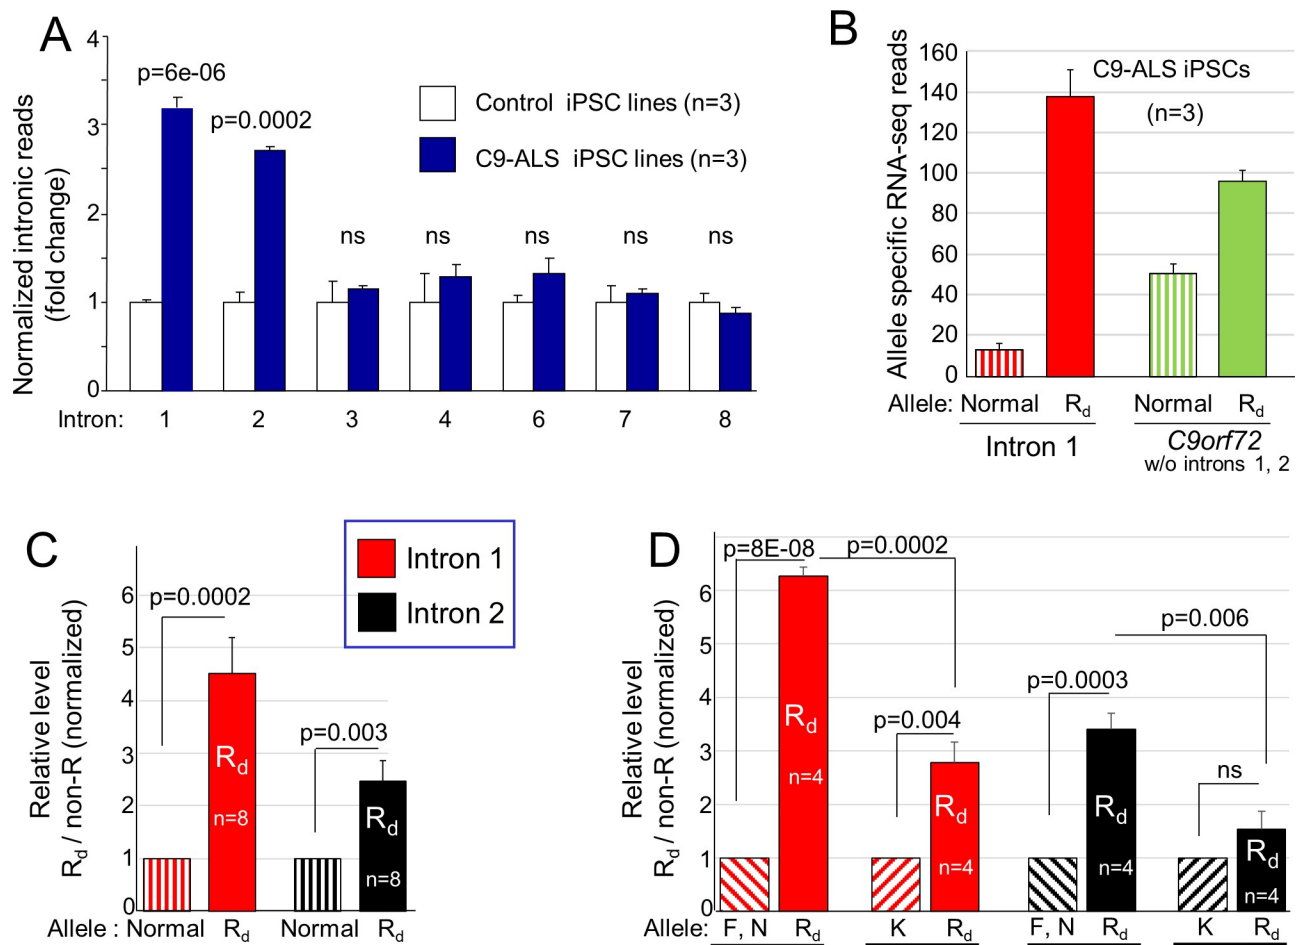 A
Normalized intronic reads
(fold change)
4
3
2
1
0
p=6e-06
p=0.0002
Control iPSC lines (n=3)
C9-ALS iPSC lines (n=3)
ns
ns
ns
ns
ns
Intron:
1
2
3
4
6
7
8
B
Allele specific RNA-seq reads
160
140
120
100
80
60
40
20
0
C9-ALS iPSCs
(n=3)
Allele: Normal Rd Normal Rd
Intron 1
C9orf72
w/o introns 1, 2
C
Relative level
Rd / non-R (normalized)
6
5
4
3
2
1
0
Intron 1
Intron 2
p=0.0002
p=0.003
Rd
n=8
Rd
n=8
Allele : Normal Rd Normal Rd
D
Relative level
Rd / non-R (normalized)
6
5
4
3
2
1
0
p=8E-08
p=0.0002
p=0.004
p=0.0003
p=0.006
ns
Rd
n=4
Rd
n=4
Rd
n=4
Rd
n=4
Allele: F, N Rd K Rd F, N Rd K Rd